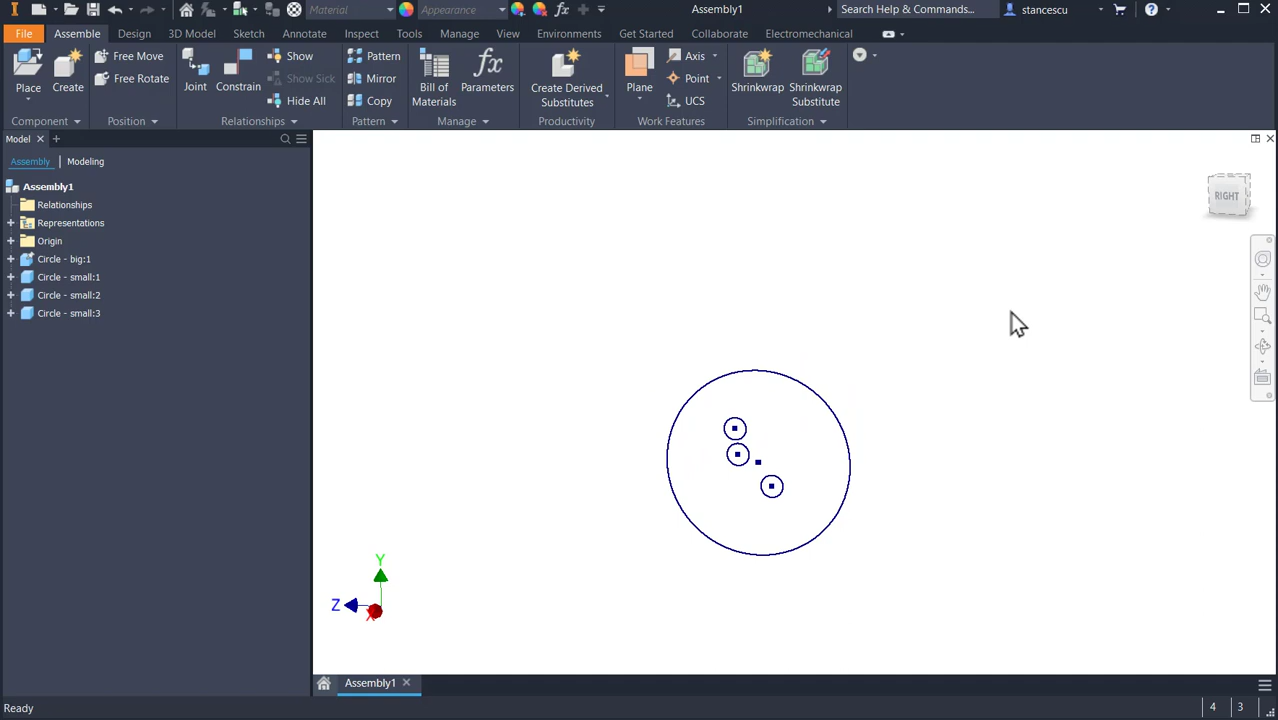 Material
Appearance
Assembly1
Search Help & Commands...
stancescu
File
Assemble
Design
3D Model
Sketch
Annotate
Inspect
Tools
Manage
View
Environments
Get Started
Collaborate
Electromechanical
Place
Create
Free Move
Free Rotate
Joint
Constrain
Show
Show Sick
Hide All
Pattern
Mirror
Copy
Bill of
Materials
Parameters
Create Derived
Substitutes
Plane
Axis
Point
UCS
Shrinkwrap
Shrinkwrap
Substitute
Component
Position
Relationships
Pattern
Manage
Productivity
Work Features
Simplification
Model
Assembly | Modeling
Assembly1
Relationships
Representations
Origin
Circle - big:1
Circle - small:1
Circle - small:2
Circle - small:3
RIGHT
Y
Z
X
Assembly1
Ready
4 3